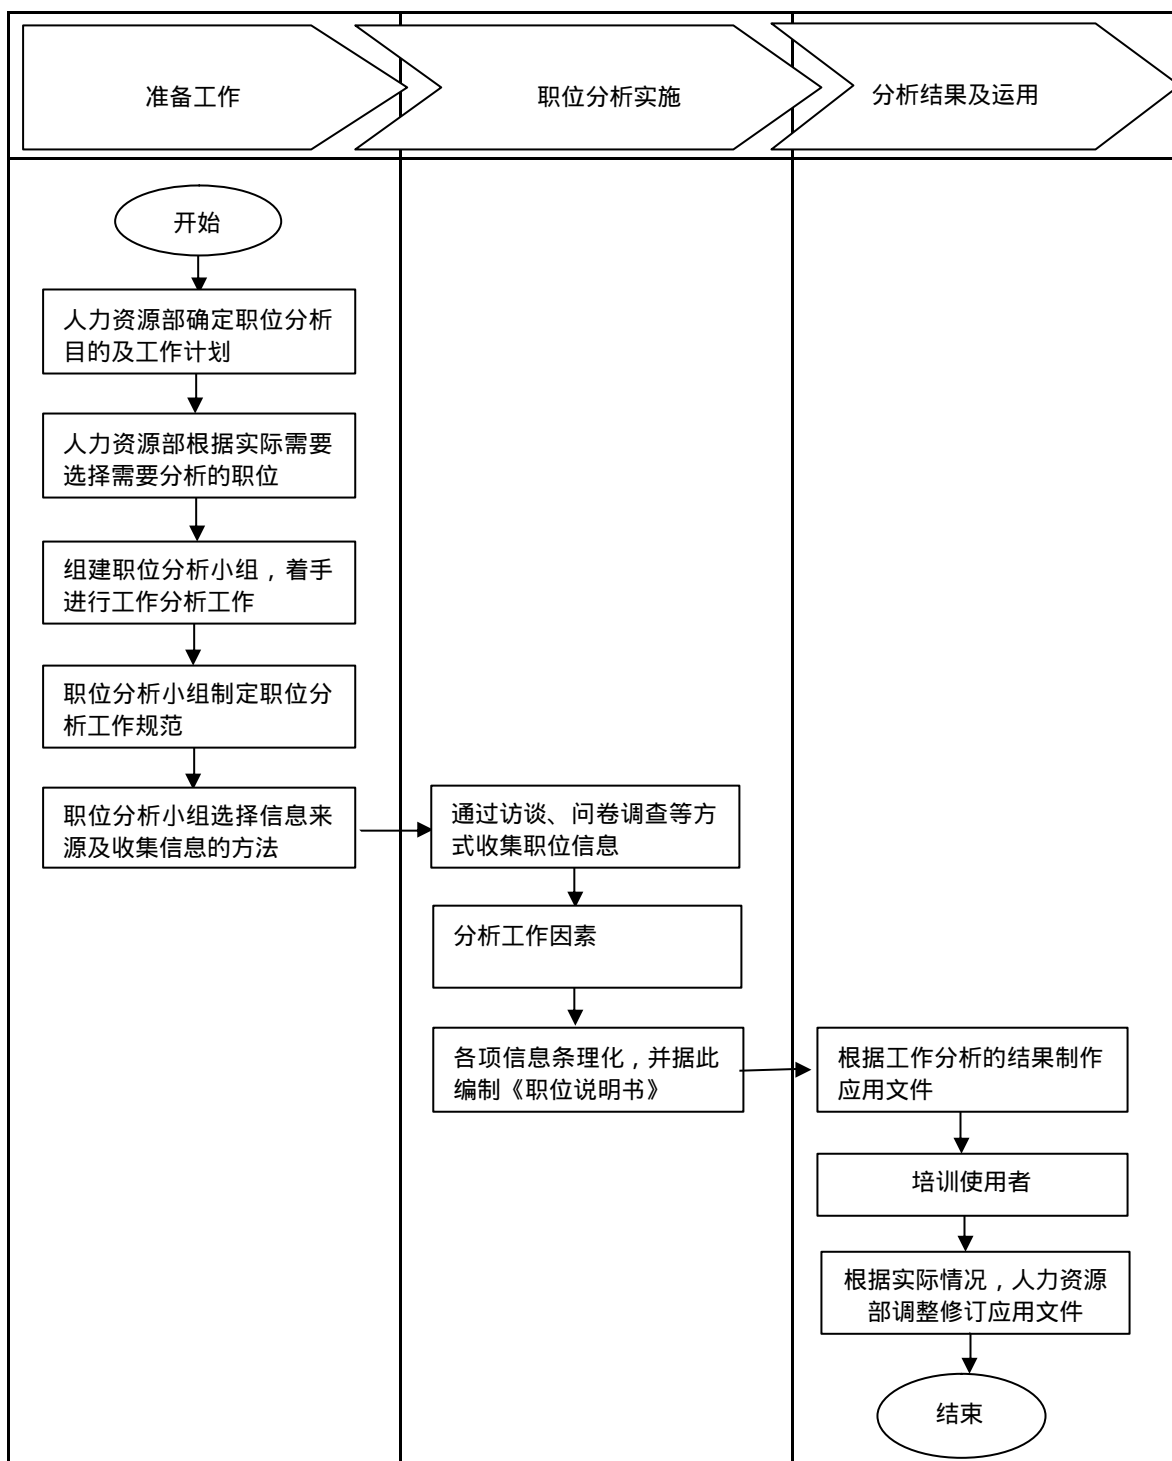 准备工作
职位分析实施
分析结果及运用
开始
人力资源部确定职位分析
目的及工作计划
人力资源部根据实际需要
选择需要分析的职位
组建职位分析小组，着手
进行工作分析工作
职位分析小组制定职位分
析工作规范
职位分析小组选择信息来
源及收集信息的方法
通过访谈、问卷调查等方
式收集职位信息
分析工作因素
各项信息条理化，并据此
编制《职位说明书》
根据工作分析的结果制作
应用文件
培训使用者
根据实际情况，人力资源
部调整修订应用文件
结束